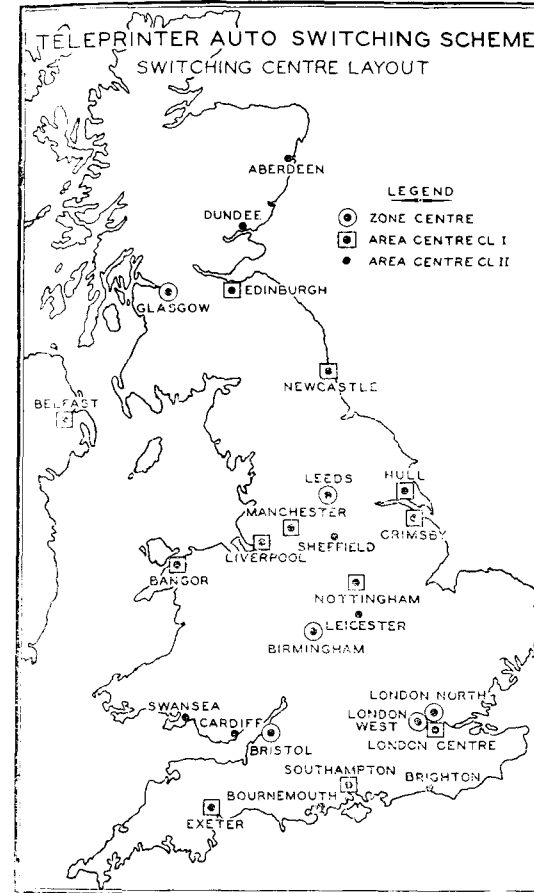 TELEPRINTER AUTO SWITCHING SCHEME
SWITCHING CENTRE LAYOUT
ABERDEEN
LEGEND
DUNDEE
ZONE CENTRE
AREA CENTRE CL I
AREA CENTRE CL II
GLASGOW
EDINBURGH
NEWCASTLE
BELFAST
LEEDS
HULL
MANCHESTER
GRIMSBY
LIVERPOOL
SHEFFIELD
BANGOR
NOTTINGHAM
LEICESTER
BIRMINGHAM
LONDON NORTH
SWANSEA
CARDIFF
LONDON
WEST
BRISTOL
LONDON CENTRE
SOUTHAMPTON
BRIGHTON
BOURNEMOUTH
EXETER